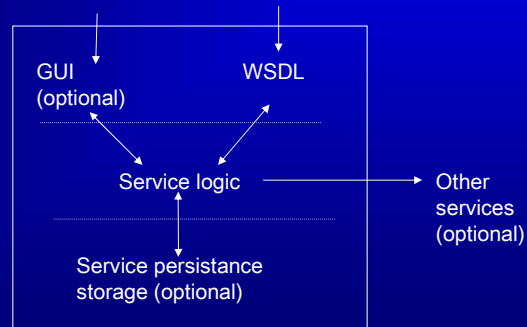 GUI
(optional)
WSDL
Service logic
Other
services
(optional)
Service persistance
storage (optional)